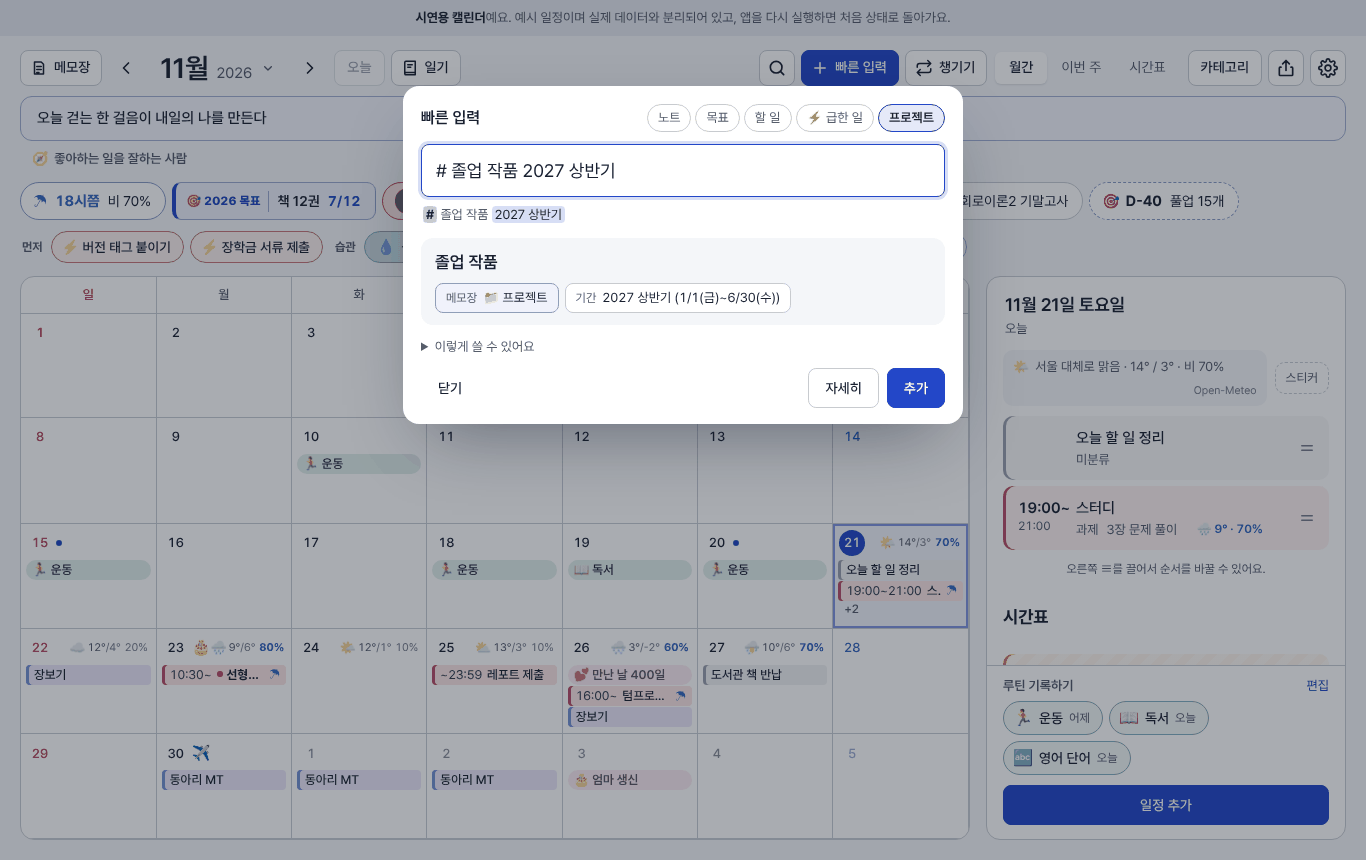 시연용 캘린더예요. 예시 일정이며 실제 데이터와 분리되어 있고, 앱을 다시 실행하면 처음 상태로 돌아가요.
메모장 11월 2026 오늘 일기 빠른 입력 챙기기 월간 이번 주 시간표 카테고리
오늘 걷는 한 걸음이 내일의 나를 만든다
좋아하는 일을 잘하는 사람
18시쯤 비 70% 2026 목표 책 12권 7/12 회로이론2 기말고사 D-40 풀업 15개
먼저 버전 태그 붙이기 장학금 서류 제출 습관
빠른 입력 노트 목표 할 일 급한 일 프로젝트
# 졸업 작품 2027 상반기
# 졸업 작품 2027 상반기
졸업 작품
메모장 프로젝트 기간 2027 상반기 (1/1(금)~6/30(수))
▶ 이렇게 쓸 수 있어요
닫기 자세히 추가
일 월 화
1 2 3
8 9 10 11 12 13 14
운동
15 16 17 18 19 20 21 14°/3° 70%
운동 운동 독서 운동 오늘 할 일 정리
19:00~21:00 스.
+2
22 12°/4° 20% 23 9°/6° 80% 24 12°/1° 10% 25 13°/3° 10% 26 3°/-2° 60% 27 10°/6° 70% 28
장보기 10:30~ 선형... ~23:59 레포트 제출 만난 날 400일 도서관 책 반납
16:00~ 텀프로...
장보기
29 30 1 2 3 4 5
동아리 MT 동아리 MT 동아리 MT 엄마 생신
11월 21일 토요일
오늘
서울 대체로 맑음 · 14° / 3° · 비 70%
Open-Meteo
스티커
오늘 할 일 정리
미분류
19:00~ 스터디
21:00 과제 3장 문제 풀이 9° · 70%
오른쪽 ≡를 끌어서 순서를 바꿀 수 있어요.
시간표
루틴 기록하기 편집
운동 어제 독서 오늘
abc 영어 단어 오늘
일정 추가